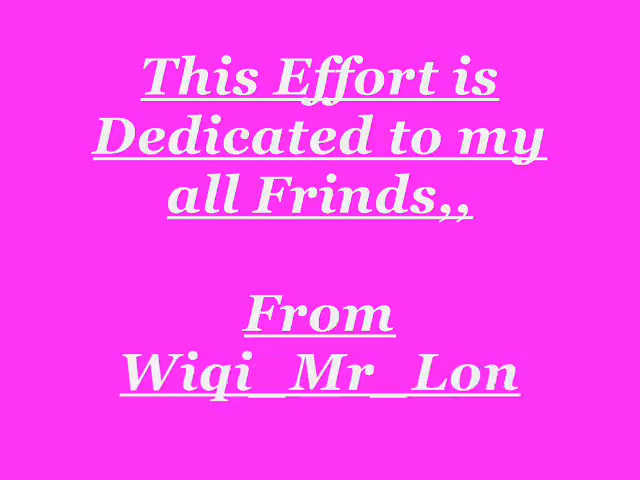 This Effort is
Dedicated to my
all Frinds,,
From
Wiqi_Mr_Lon